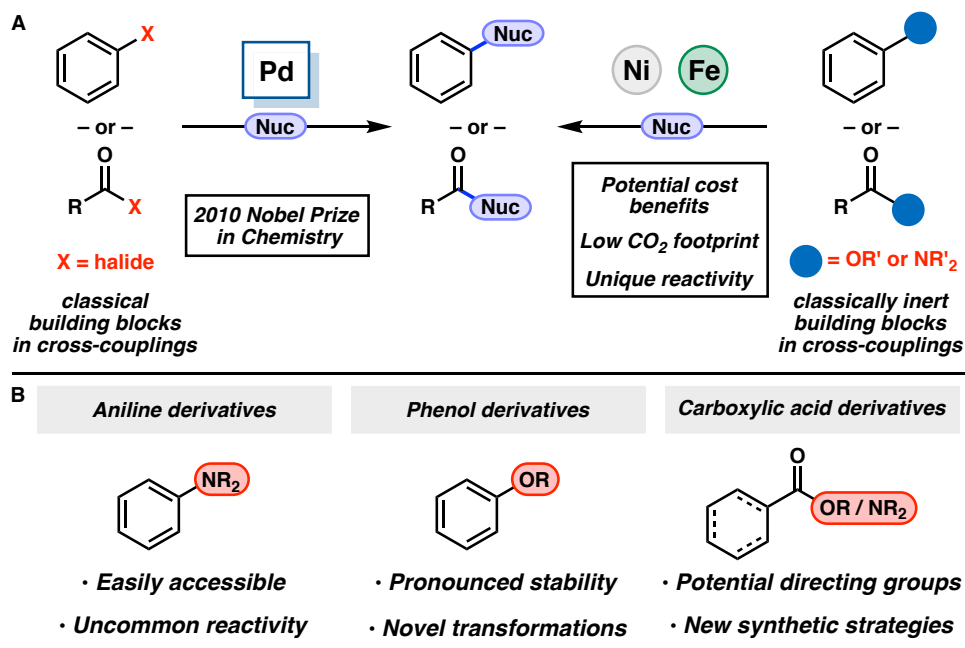 A
X
– or –
O
R
X
X = halide
classical
building blocks
in cross-couplings
Pd
Nuc
2010 Nobel Prize
in Chemistry
Nuc
– or –
O
R
Nuc
Ni
Fe
Nuc
Potential cost
benefits
Low CO2 footprint
Unique reactivity
– or –
O
R
= OR' or NR'2
classically inert
building blocks
in cross-couplings
B
Aniline derivatives
NR2
· Easily accessible
· Uncommon reactivity
Phenol derivatives
OR
· Pronounced stability
· Novel transformations
Carboxylic acid derivatives
O
OR / NR2
· Potential directing groups
· New synthetic strategies